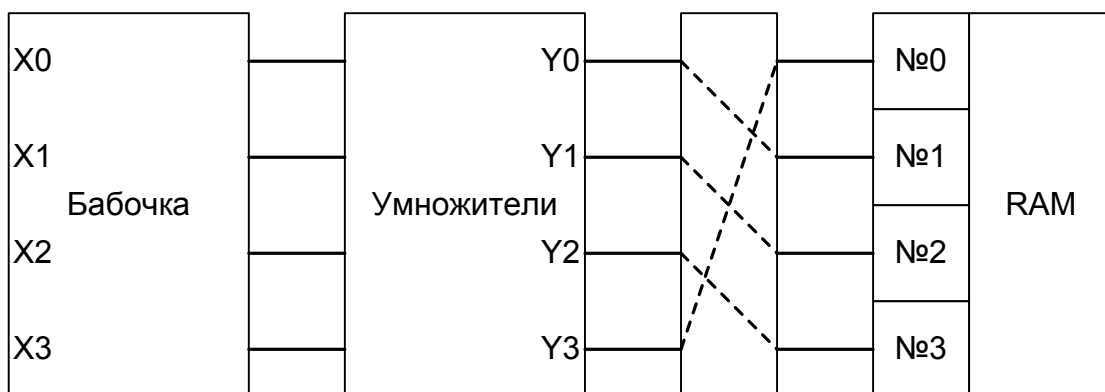 X0 Y0 №0
X1 Y1 №1
Бабочка Умножители RAM
X2 Y2 №2
X3 Y3 №3